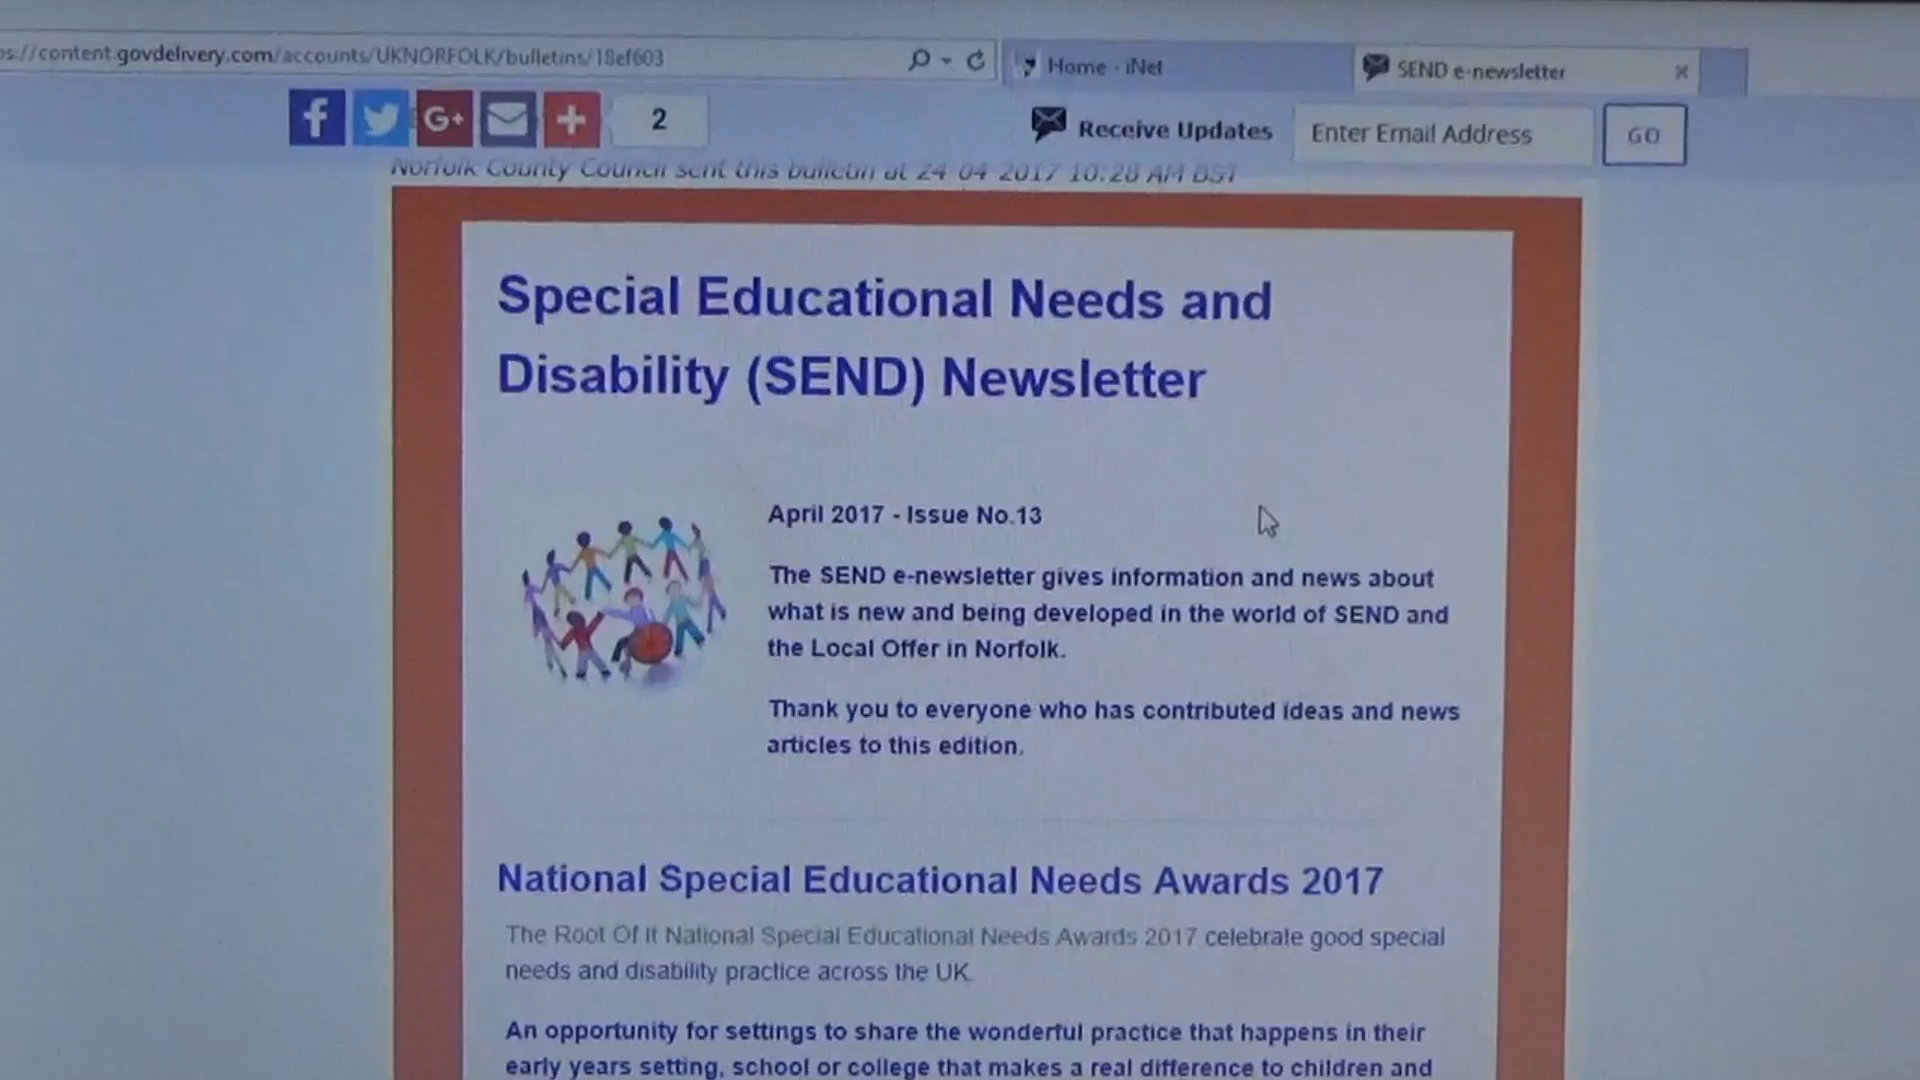 s://content.govdelivery.com/accounts/UKNORFOLK/bulletins/18ef603
Home - iNet
SEND e-newsletter
f
G+
2
Receive Updates
Enter Email Address
GO
Norfolk County Council sent this bulletin at 24-04-2017 10:28 AM BST
Special Educational Needs and
Disability (SEND) Newsletter
April 2017 - Issue No.13
The SEND e-newsletter gives information and news about
what is new and being developed in the world of SEND and
the Local Offer in Norfolk.
Thank you to everyone who has contributed ideas and news
articles to this edition.
National Special Educational Needs Awards 2017
The Root Of It National Special Educational Needs Awards 2017 celebrate good special
needs and disability practice across the UK.
An opportunity for settings to share the wonderful practice that happens in their
early years setting, school or college that makes a real difference to children and